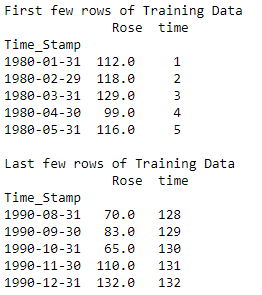 First few rows of Training Data
Rose time
Time_Stamp
1980-01-31 112.0 1
1980-02-29 118.0 2
1980-03-31 129.0 3
1980-04-30 99.0 4
1980-05-31 116.0 5
Last few rows of Training Data
Rose time
Time_Stamp
1990-08-31 70.0 128
1990-09-30 83.0 129
1990-10-31 65.0 130
1990-11-30 110.0 131
1990-12-31 132.0 132